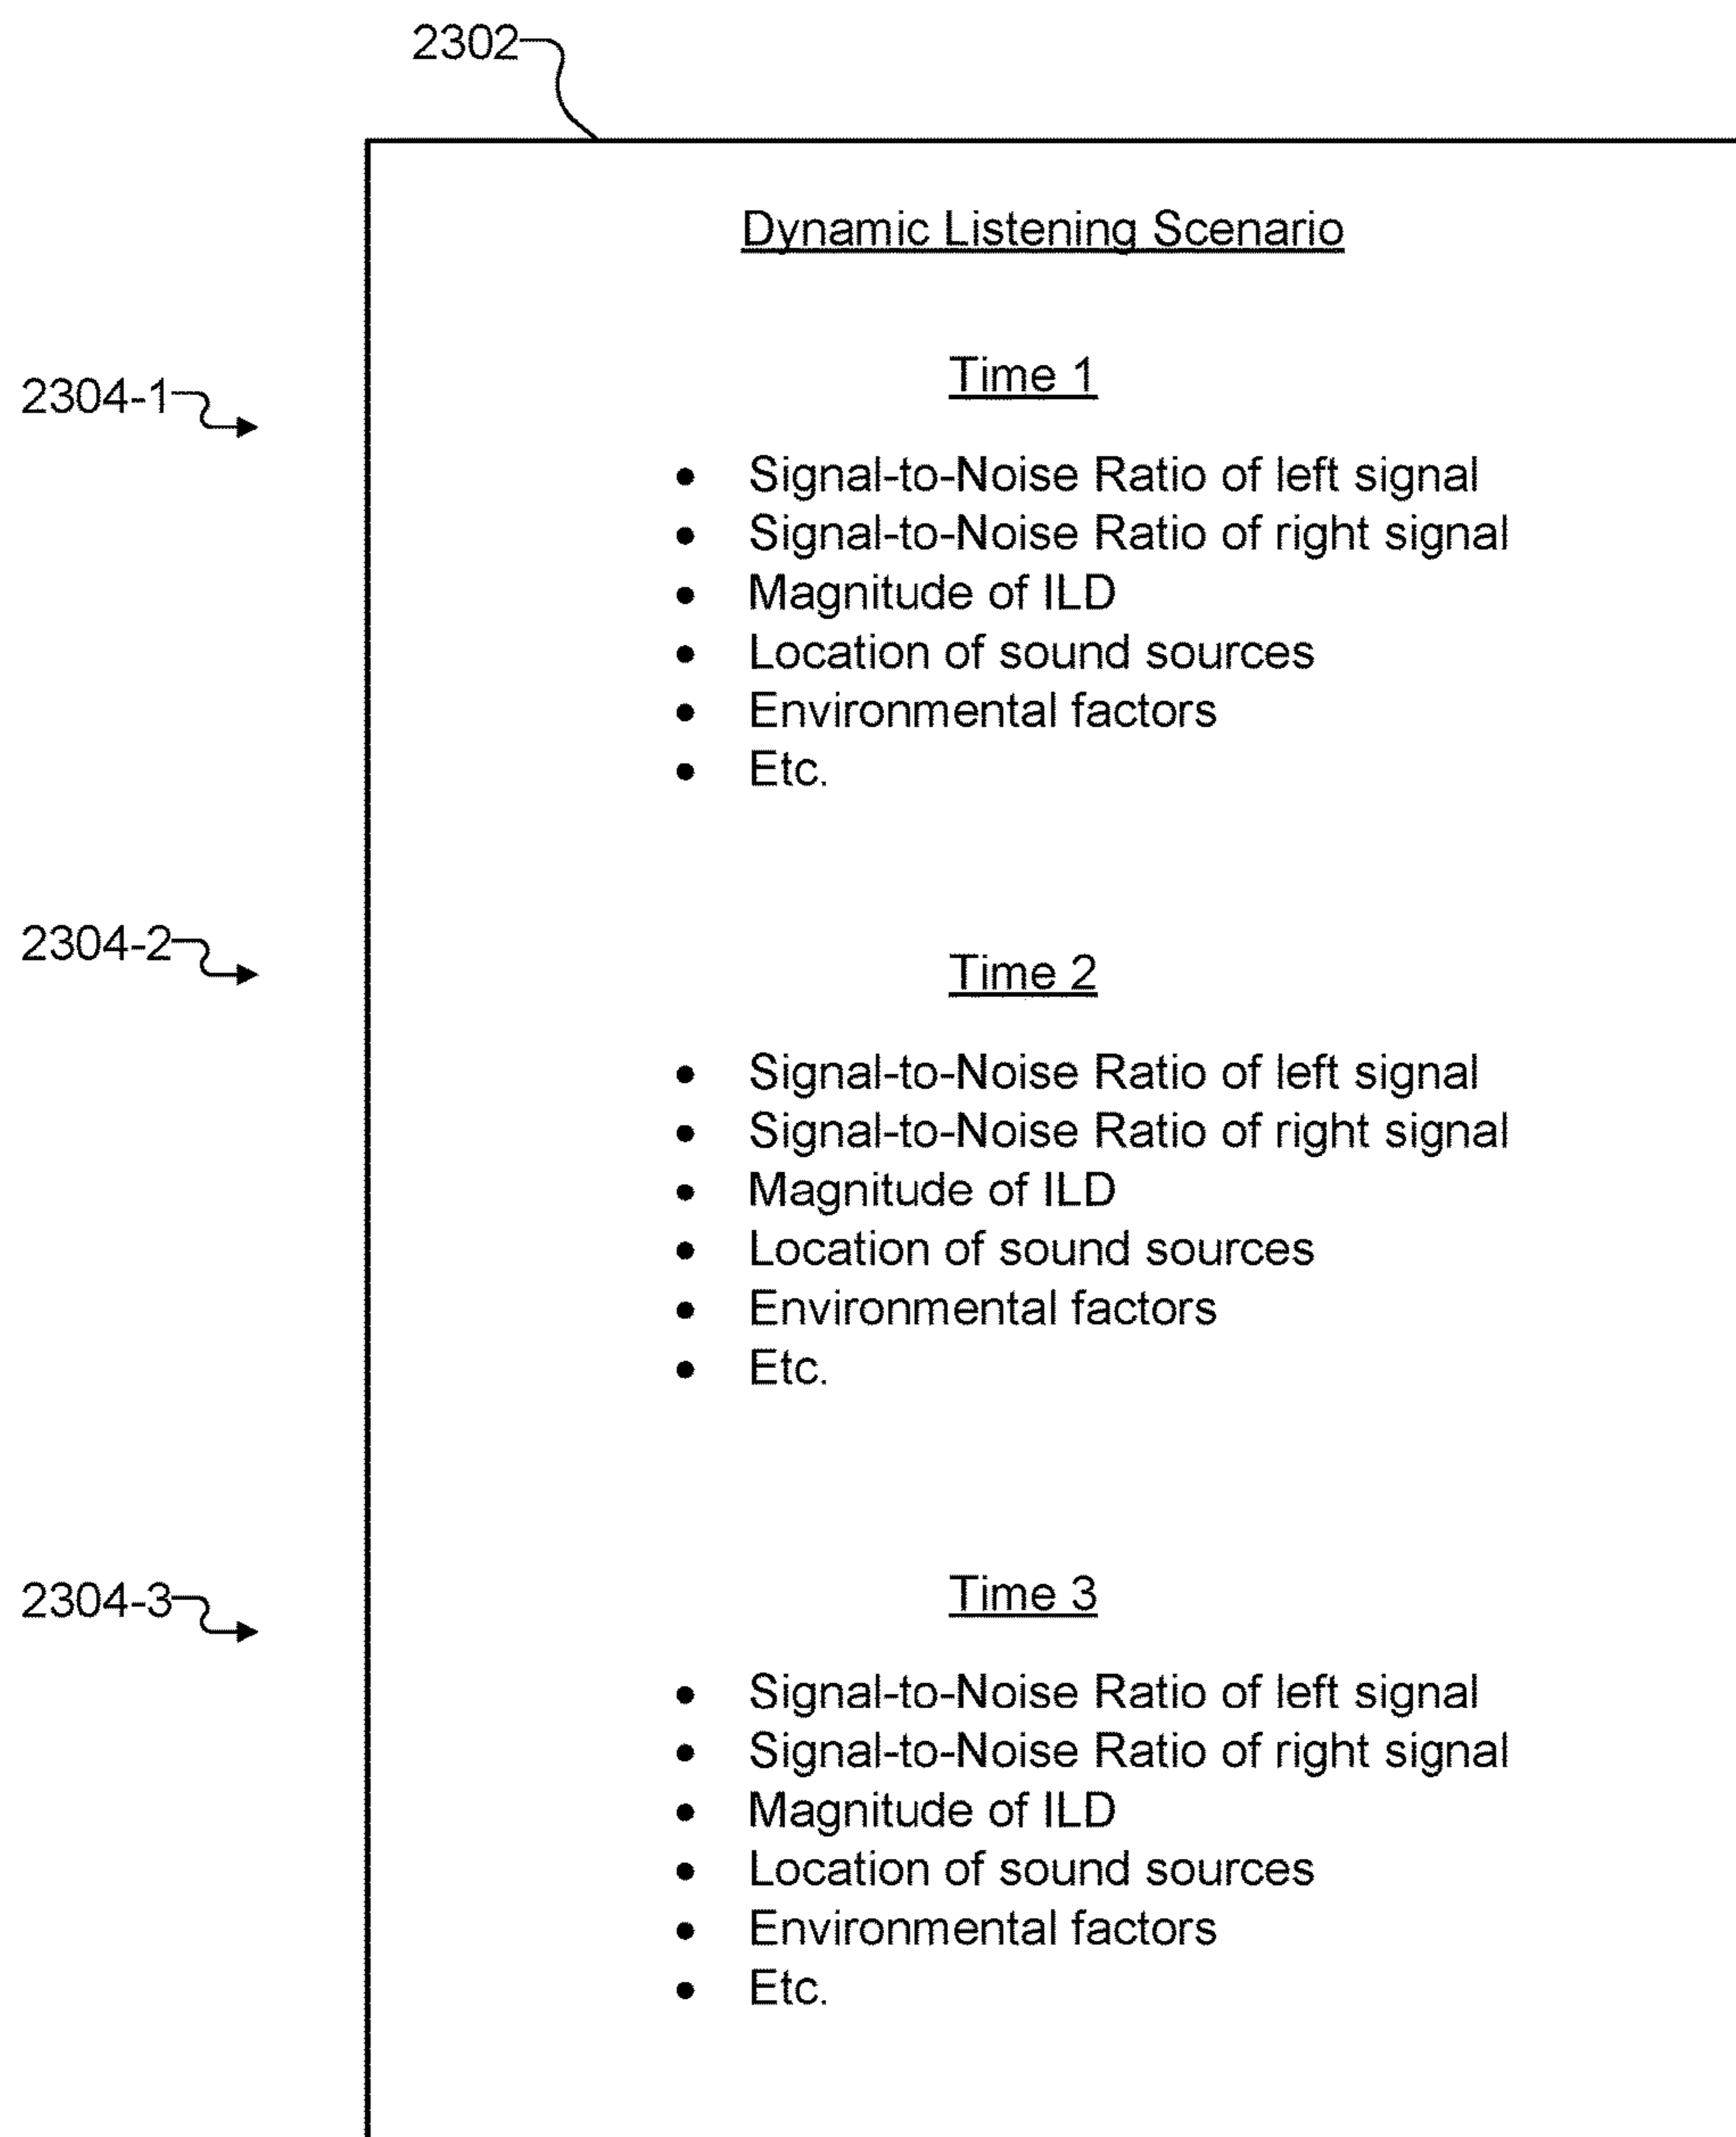 2302
Dynamic Listening Scenario
2304-1
Time 1
• Signal-to-Noise Ratio of left signal
• Signal-to-Noise Ratio of right signal
• Magnitude of ILD
• Location of sound sources
• Environmental factors
• Etc.
2304-2
Time 2
• Signal-to-Noise Ratio of left signal
• Signal-to-Noise Ratio of right signal
• Magnitude of ILD
• Location of sound sources
• Environmental factors
• Etc.
2304-3
Time 3
• Signal-to-Noise Ratio of left signal
• Signal-to-Noise Ratio of right signal
• Magnitude of ILD
• Location of sound sources
• Environmental factors
• Etc.